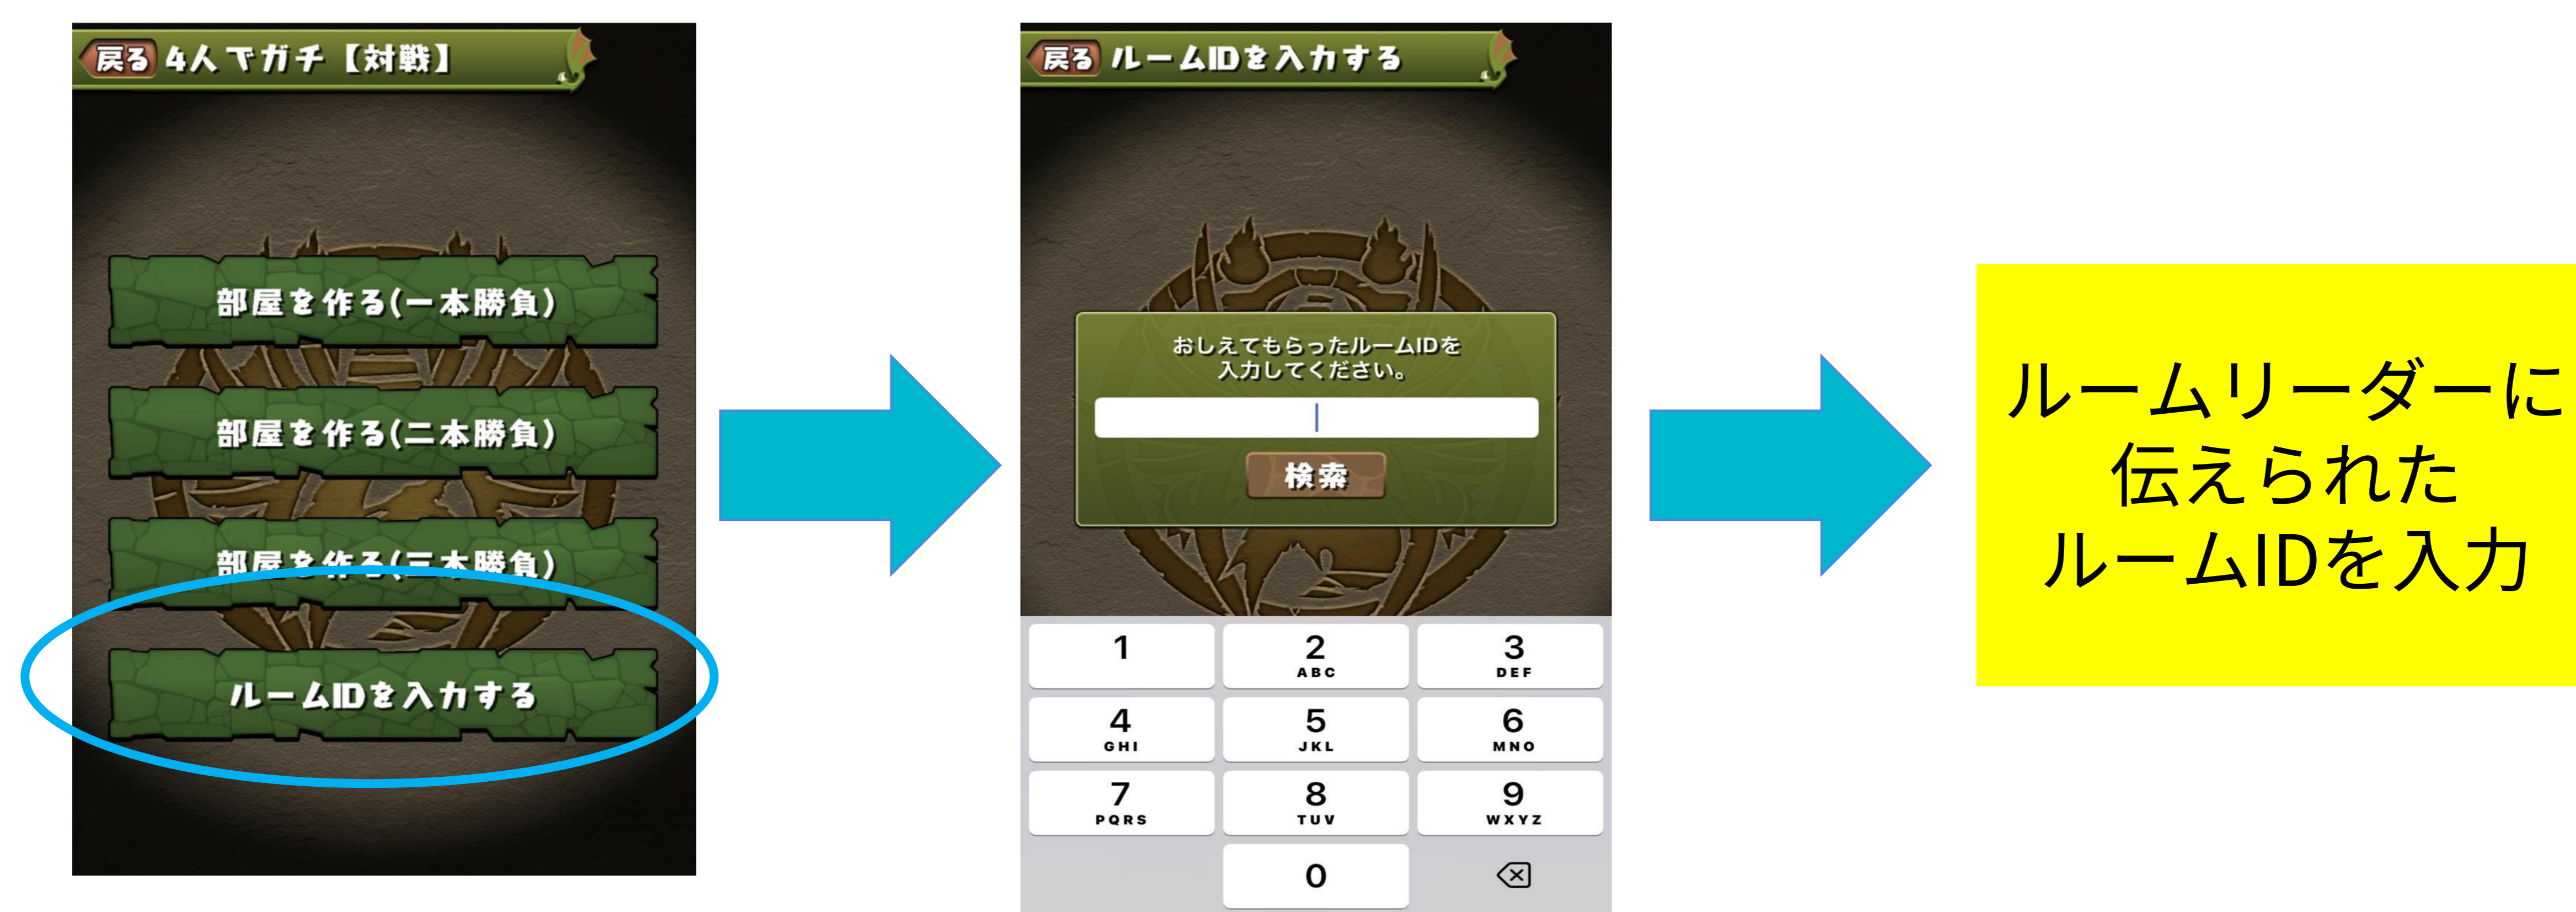 戻る 4人でガチ【対戦】
部屋を作る(一本勝負)
部屋を作る(二本勝負)
部屋を作る(三本勝負)
ルームIDを入力する
戻る ルームIDを入力する
おしえてもらったルームIDを
入力してください。
検索
1 2 3
ABC DEF
4 5 6
GHI JKL MNO
7 8 9
PQRS TUV WXYZ
0
ルームリーダーに
伝えられた
ルームIDを入力